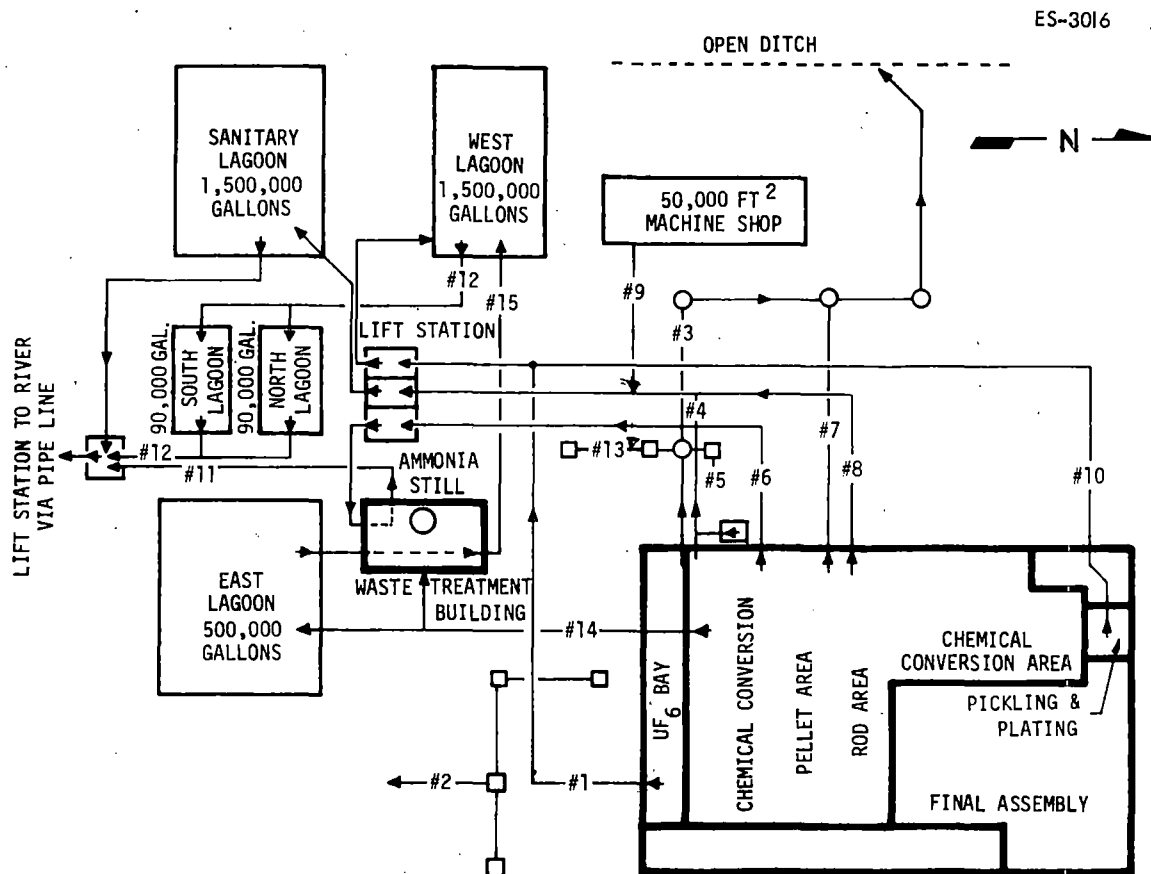 ES-3016
OPEN DITCH
N
SANITARY
LAGOON
1,500,000
GALLONS
WEST
LAGOON
1,500,000
GALLONS
50,000 FT2
MACHINE SHOP
#12
#15
#9
#3
LIFT STATION
90,000 GAL.
SOUTH
LAGOON
90,000 GAL.
NORTH
LAGOON
#4
#7
#8
#10
#13
#5
#6
#12
#11
LIFT STATION TO RIVER
VIA PIPE LINE
AMMONIA
STILL
WASTE TREATMENT
BUILDING
EAST
LAGOON
500,000
GALLONS
#14
#2
#1
UF6 BAY
CHEMICAL CONVERSION
PELLET AREA
ROD AREA
CHEMICAL
CONVERSION AREA
PICKLING &
PLATING
FINAL ASSEMBLY